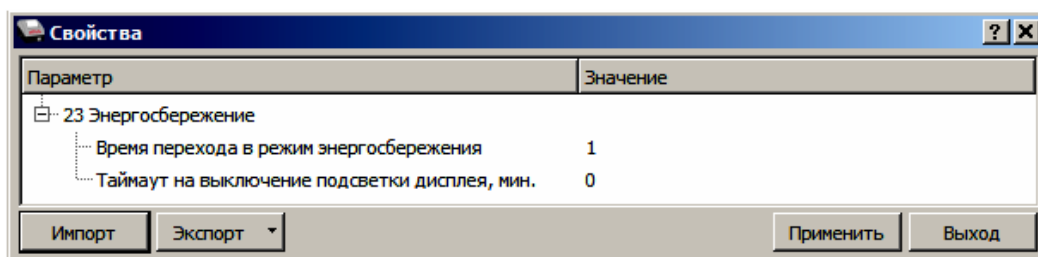 Свойства
Параметр Значение
23 Энергосбережение
Время перехода в режим энергосбережения 1
Таймаут на выключение подсветки дисплея, мин. 0
Импорт Экспорт Применить Выход